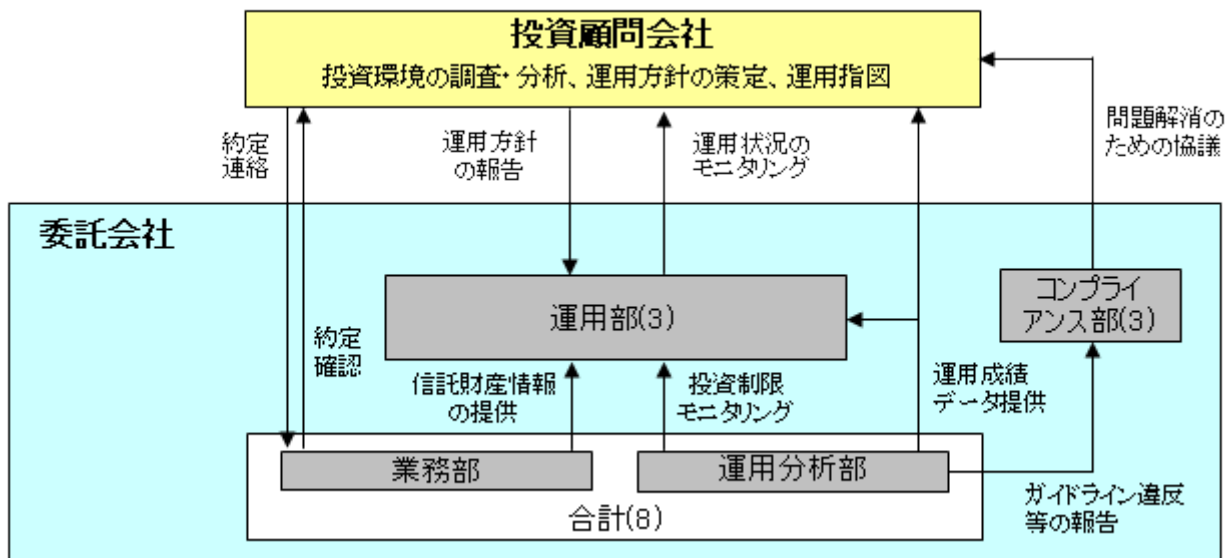 投資顧問会社
投資環境の調査・分析、運用方針の策定、運用指図
約定
連絡
運用方針
の報告
運用状況の
モニタリング
問題解消の
ための協議
委託会社
運用部(3)
コンプライ
アンス部(3)
約定
確認
信託財産情報
の提供
投資制限
モニタリング
運用成績
データ提供
業務部
運用分析部
合計(8)
ガイドライン違反
等の報告